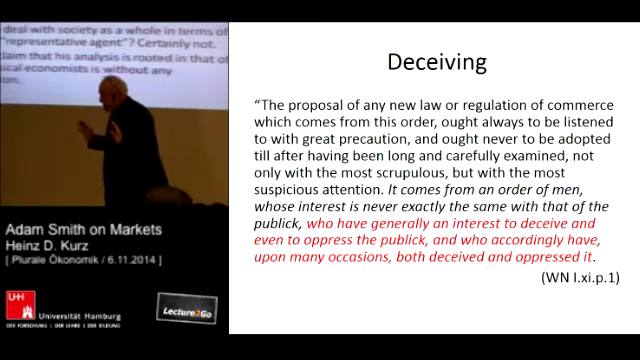 deal with society as a whole in terms of
"representative agent"? Certainly not.
claim that his analysis is rooted in that of
ical economists is without any
on.
Adam Smith on Markets
Heinz D. Kurz
[ Plurale Ökonomik / 6.11.2014 ]
UH
Universität Hamburg
DER FORSCHUNG | DER LEHRE | DER BILDUNG
Lecture2Go
Deceiving
"The proposal of any new law or regulation of commerce
which comes from this order, ought always to be listened
to with great precaution, and ought never to be adopted
till after having been long and carefully examined, not
only with the most scrupulous, but with the most
suspicious attention. It comes from an order of men,
whose interest is never exactly the same with that of the
publick, who have generally an interest to deceive and
even to oppress the publick, and who accordingly have,
upon many occasions, both deceived and oppressed it.
(WN I.xi.p.1)